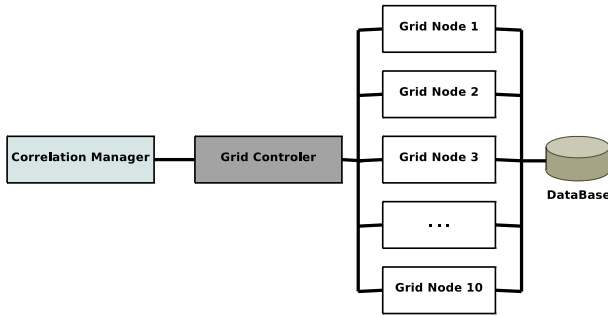 Grid Node 1
Grid Node 2
Correlation Manager
Grid Controler
Grid Node 3
DataBase
...
Grid Node 10